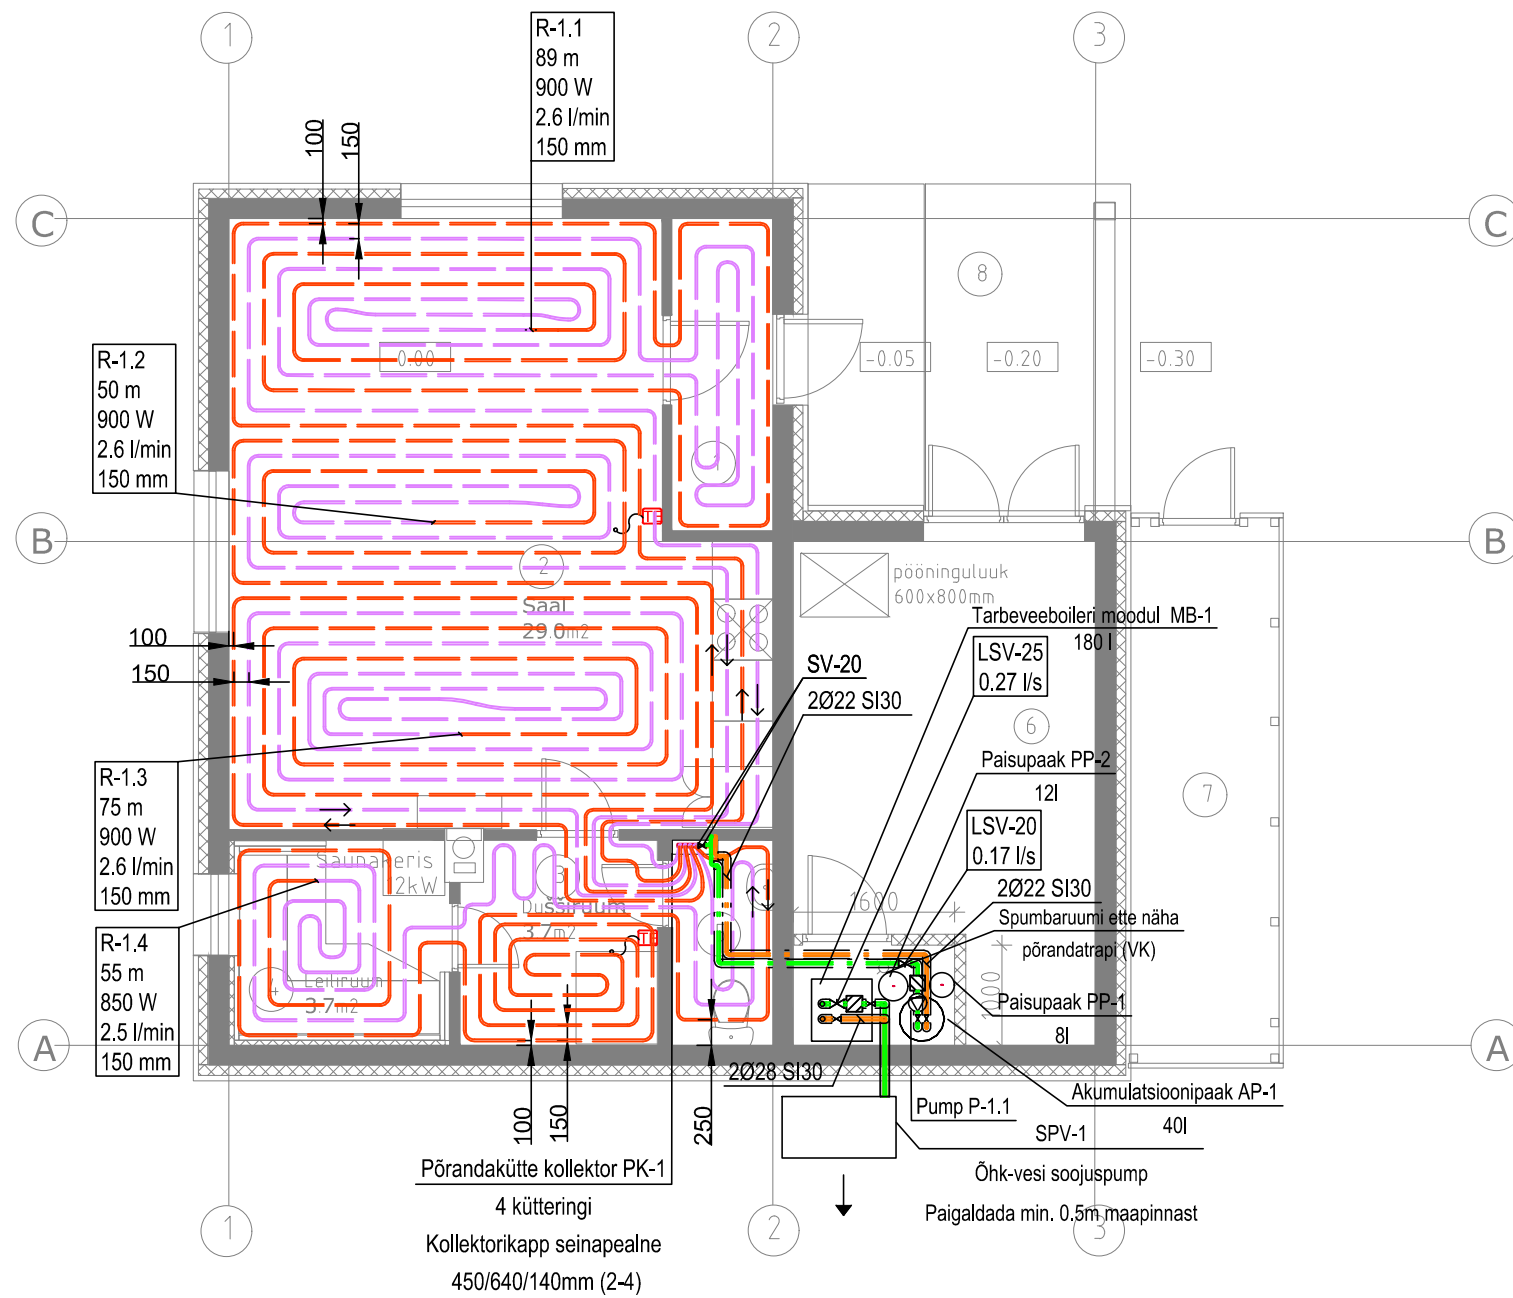 1
2
3
R-1.1
89 m
900 W
2.6 l/min
150 mm
100
150
C
C
8
R-1.2
50 m
900 W
2.6 l/min
150 mm
0.00
-0.05
-0.20
-0.30
1
TE
B
B
2
Saal
29.0m2
pööninguluuk
600x800mm
Tarbeveeboileri moodul MB-1
180 l
100
150
LSV-25
0.27 l/s
SV-20
2Ø22 SI30
6
Paisupaak PP-2
12l
7
R-1.3
75 m
900 W
2.6 l/min
150 mm
LSV-20
0.17 l/s
2Ø22 SI30
Saunakeris
12kW
3
Dušširuum
3.7m2
1600
Spumbaruumi ette näha
põrandatrapi (VK)
R-1.4
55 m
850 W
2.5 l/min
150 mm
TE
4
Leiliruum
3.7m2
1000
Paisupaak PP-1
8l
A
A
2Ø28 SI30
100
150
250
Pump P-1.1
Akumulatsioonipaak AP-1
40l
SPV-1
Õhk-vesi soojuspump
Paigaldada min. 0.5m maapinnast
Põrandakütte kollektor PK-1
4 kütteringi
Kollektorikapp seinapealne
450/640/140mm (2-4)
1
2
3